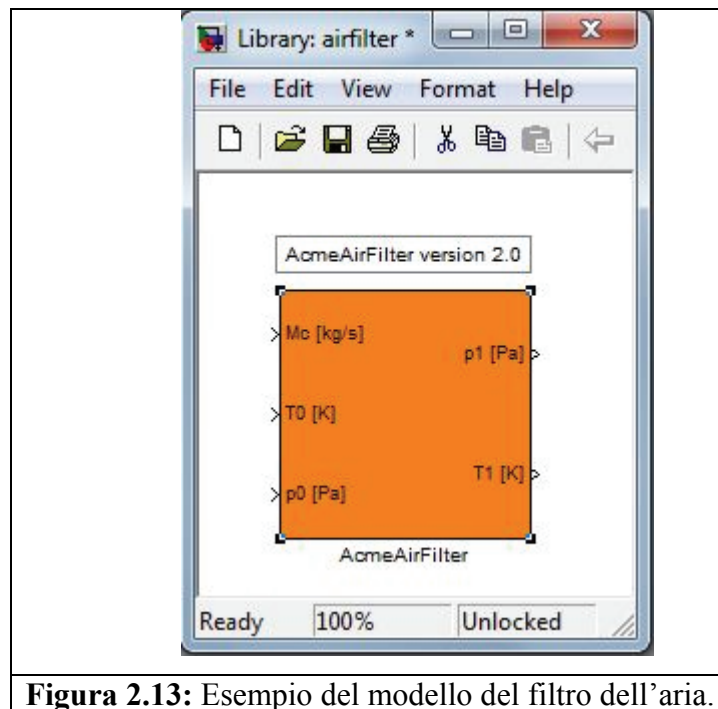 Library: airfilter *
File Edit View Format Help
AcmeAirFilter version 2.0
Mc [kg/s]
p1 [Pa]
T0 [K]
T1 [K]
p0 [Pa]
AcmeAirFilter
Ready 100% Unlocked
Figura 2.13: Esempio del modello del filtro dell'aria.